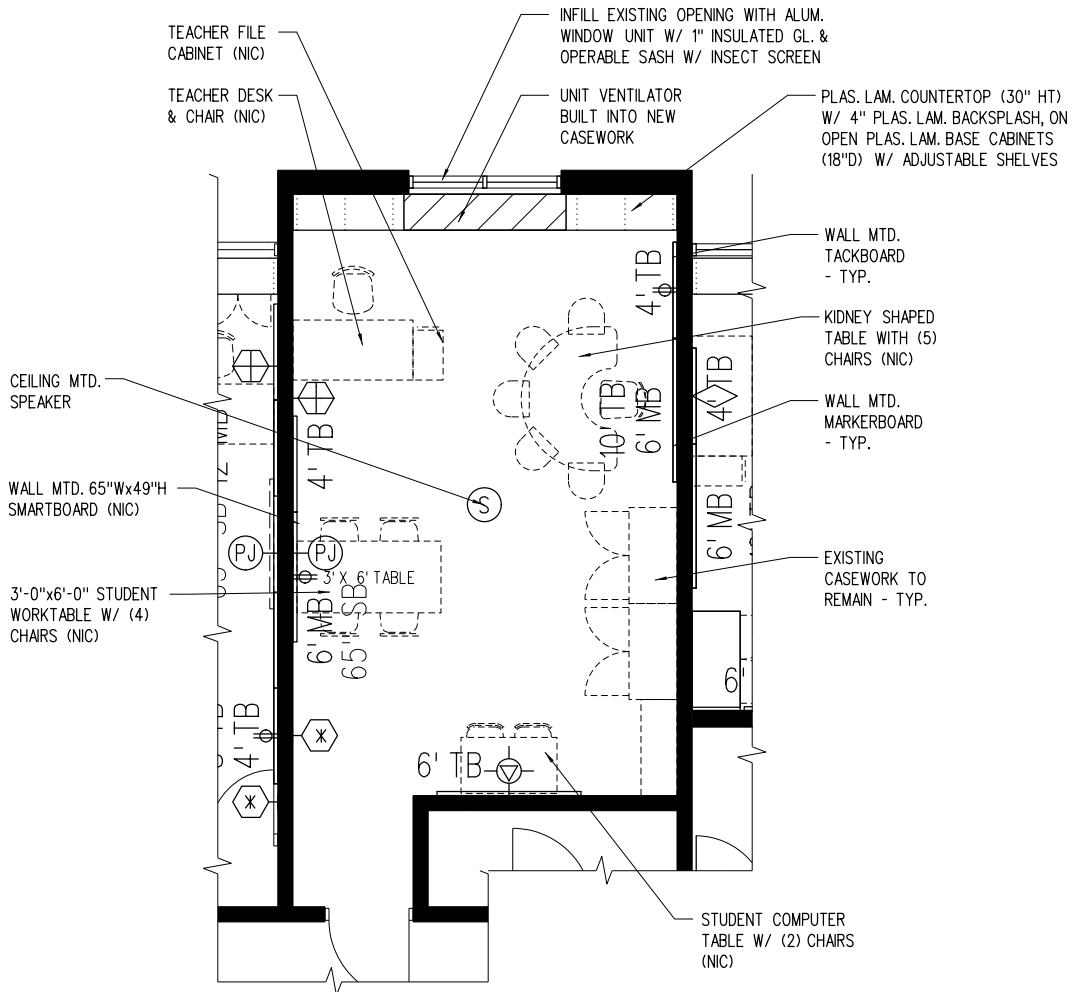 TEACHER FILE
CABINET (NIC)
INFILL EXISTING OPENING WITH ALUM.
WINDOW UNIT W/ 1" INSULATED GL. &
OPERABLE SASH W/ INSECT SCREEN
TEACHER DESK
& CHAIR (NIC)
UNIT VENTILATOR
BUILT INTO NEW
CASEWORK
PLAS. LAM. COUNTERTOP (30" HT)
W/ 4" PLAS. LAM. BACKSPLASH, ON
OPEN PLAS. LAM. BASE CABINETS
(18"D) W/ ADJUSTABLE SHELVES
WALL MTD.
TACKBOARD
- TYP.
4' TB
KIDNEY SHAPED
TABLE WITH (5)
CHAIRS (NIC)
CEILING MTD.
SPEAKER
4' TB
10' TB
6' MB
4' TB
WALL MTD.
MARKERBOARD
- TYP.
WALL MTD. 65"Wx49"H
SMARTBOARD (NIC)
S
6' MB
PJ
PJ
3' X 6' TABLE
EXISTING
CASEWORK TO
REMAIN - TYP.
3'-0"x6'-0" STUDENT
WORKTABLE W/ (4)
CHAIRS (NIC)
6' MB
65" SB
6'
4' TB
6' TB
STUDENT COMPUTER
TABLE W/ (2) CHAIRS
(NIC)